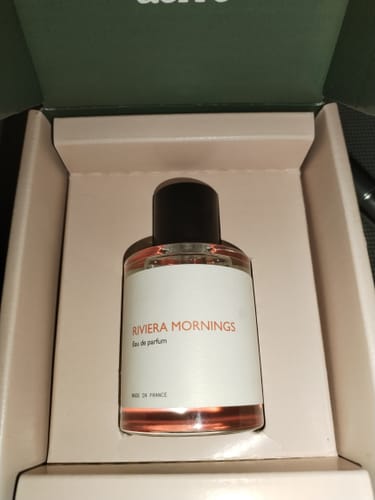 RIVIERA MORNINGS
Eau de parfum
MADE IN FRANCE